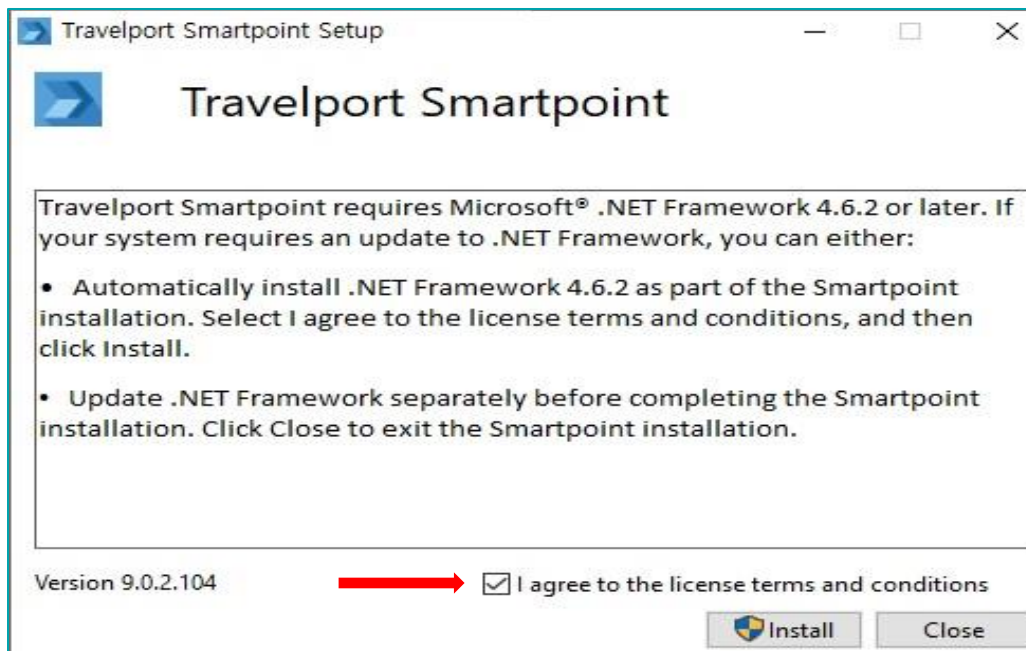 Travelport Smartpoint Setup
Travelport Smartpoint
Travelport Smartpoint requires Microsoft® .NET Framework 4.6.2 or later. If
your system requires an update to .NET Framework, you can either:
• Automatically install .NET Framework 4.6.2 as part of the Smartpoint
installation. Select I agree to the license terms and conditions, and then
click Install.
• Update .NET Framework separately before completing the Smartpoint
installation. Click Close to exit the Smartpoint installation.
Version 9.0.2.104
I agree to the license terms and conditions
Install
Close